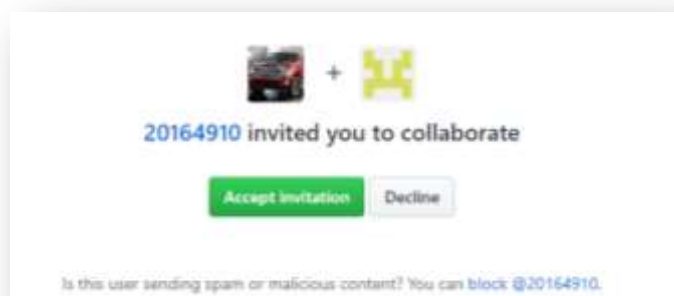 +
20164910 invited you to collaborate
Accept invitation Decline
Is this user sending spam or malicious content? You can block @20164910.